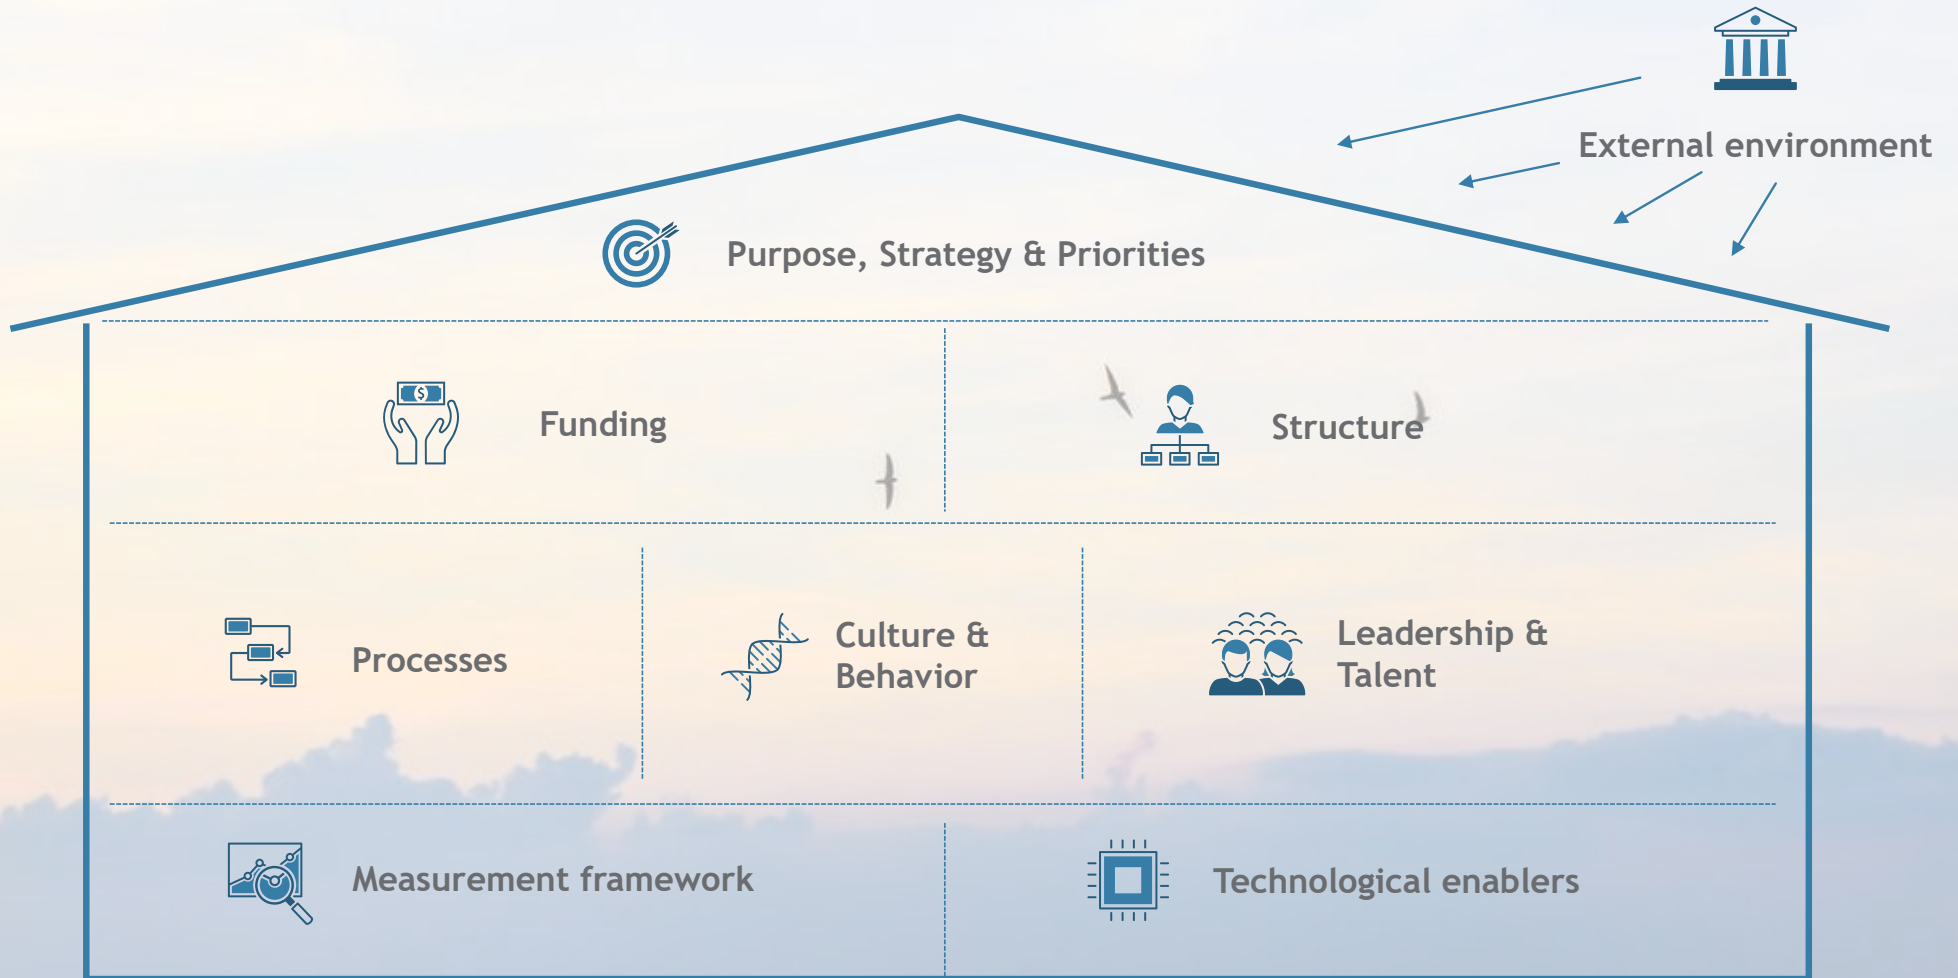 External environment
Purpose, Strategy & Priorities
$
Funding
Structure
Processes
Culture &
Behavior
Leadership &
Talent
Measurement framework
Technological enablers